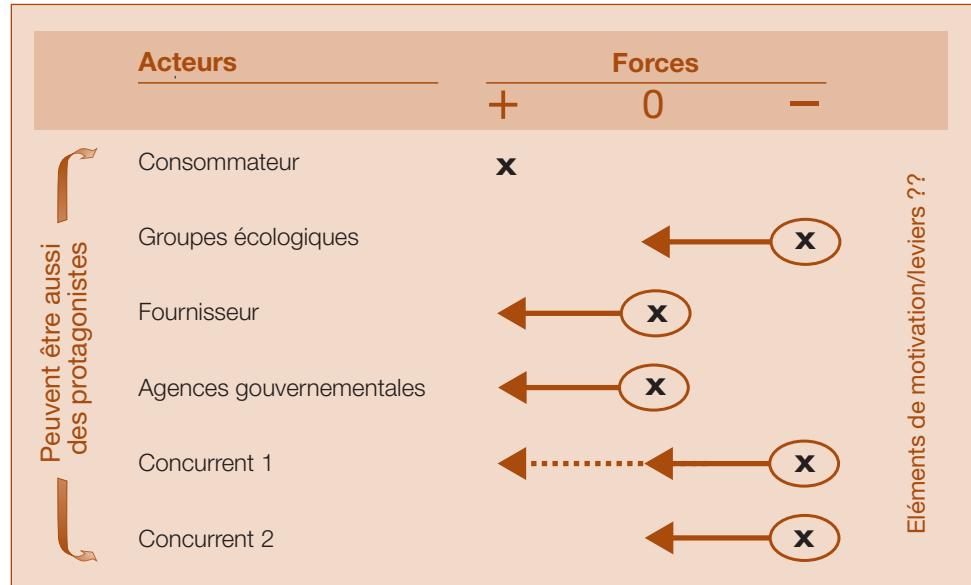 Acteurs Forces
+ 0 –
Consommateur x
Groupes écologiques x
Fournisseur x
Agences gouvernementales x
Concurrent 1 x
Concurrent 2 x
Peuvent être aussi
des protagonistes
Eléments de motivation/leviers ??